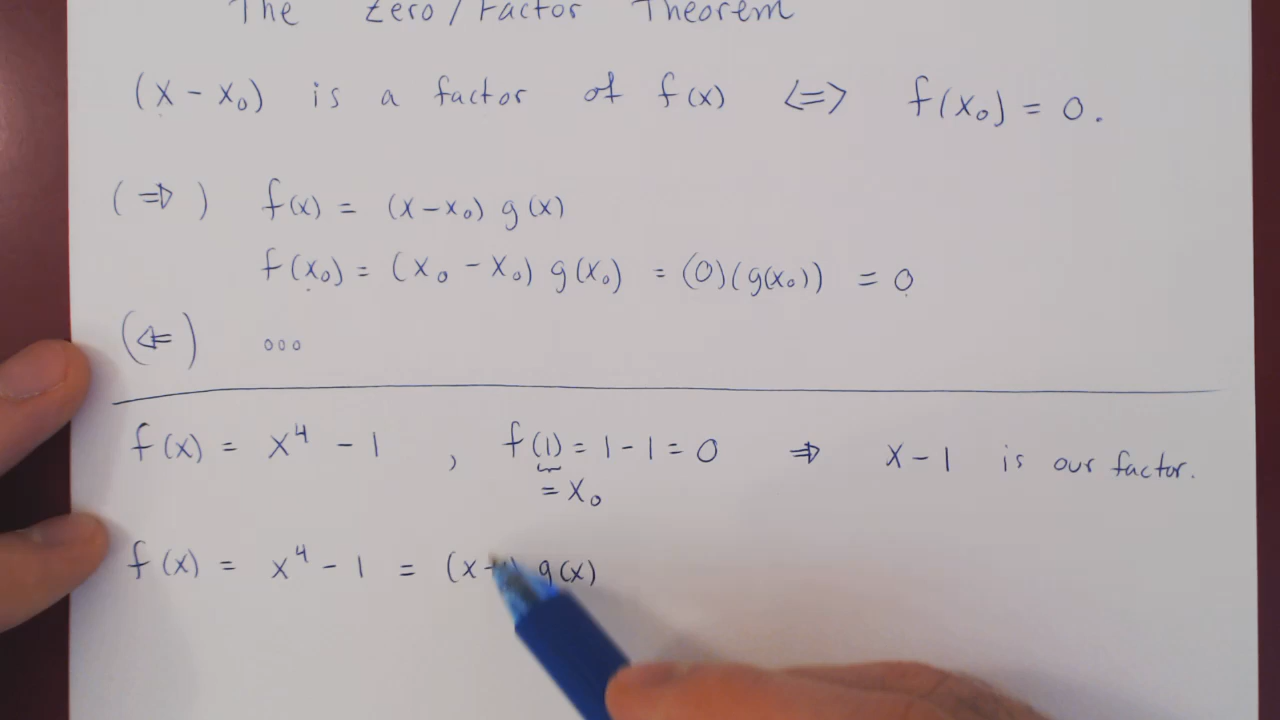 The Zero/Factor Theorem
(x - x₀) is a factor of f(x) <=> f(x₀) = 0.
(⇒) f(x) = (x-x₀) g(x)
f(x₀) = (x₀ - x₀) g(x₀) = (0)(g(x₀)) = 0
(⇐) ...
f(x) = x⁴ - 1 , f(1) = 1 - 1 = 0 ⇒ x - 1 is our factor.
= x₀
f(x) = x⁴ - 1 = (x- ) g(x)